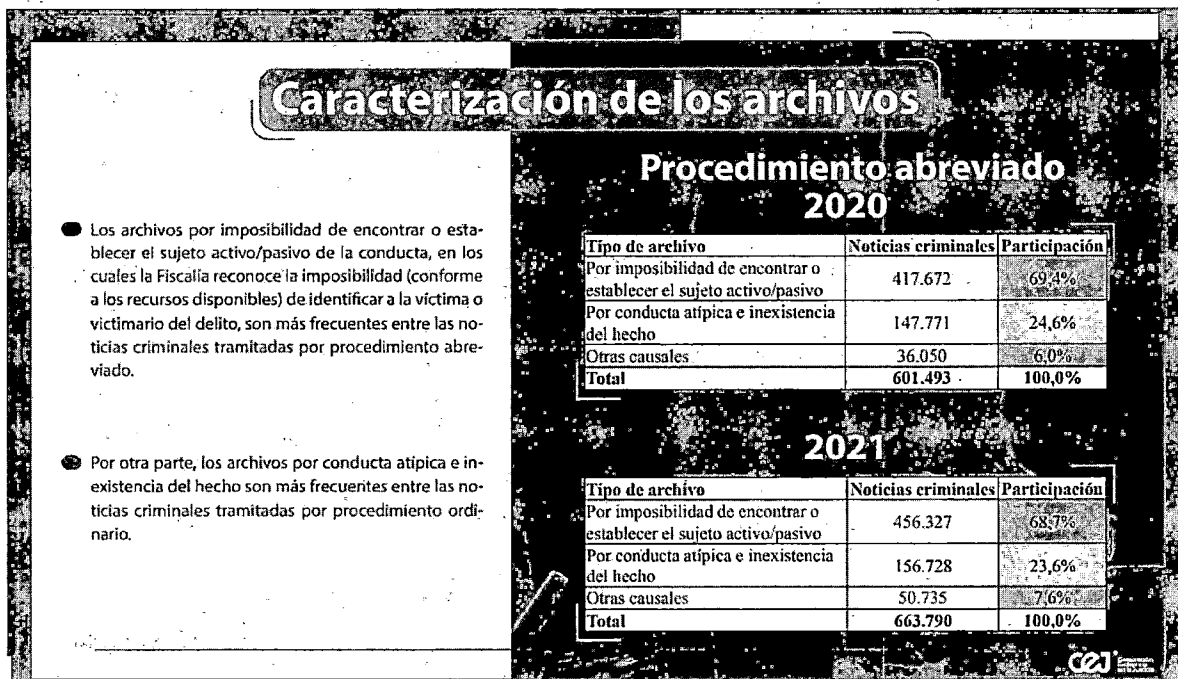 Caracterización de los archivos
Los archivos por imposibilidad de encontrar o esta-
blecer el sujeto activo/pasivo de la conducta, en los
cuales la Fiscalía reconoce la imposibilidad (conforme
a los recursos disponibles) de identificar a la víctima o
victimario del delito, son más frecuentes entre las no-
ticias criminales tramitadas por procedimiento abre-
viado.
Por otra parte, los archivos por conducta atípica e in-
existencia del hecho son más frecuentes entre las no-
ticias criminales tramitadas por procedimiento ordi-
nario.
Procedimiento abreviado
2020
Tipo de archivo Noticias criminales Participación
Por imposibilidad de encontrar o
establecer el sujeto activo/pasivo 417.672 69,4%
Por conducta atípica e inexistencia
del hecho 147.771 24,6%
Otras causales 36.050 6,0%
Total 601.493 100,0%
2021
Tipo de archivo Noticias criminales Participación
Por imposibilidad de encontrar o
establecer el sujeto activo/pasivo 456.327 68,7%
Por conducta atípica e inexistencia
del hecho 156.728 23,6%
Otras causales 50.735 7,6%
Total 663.790 100,0%
CEJ